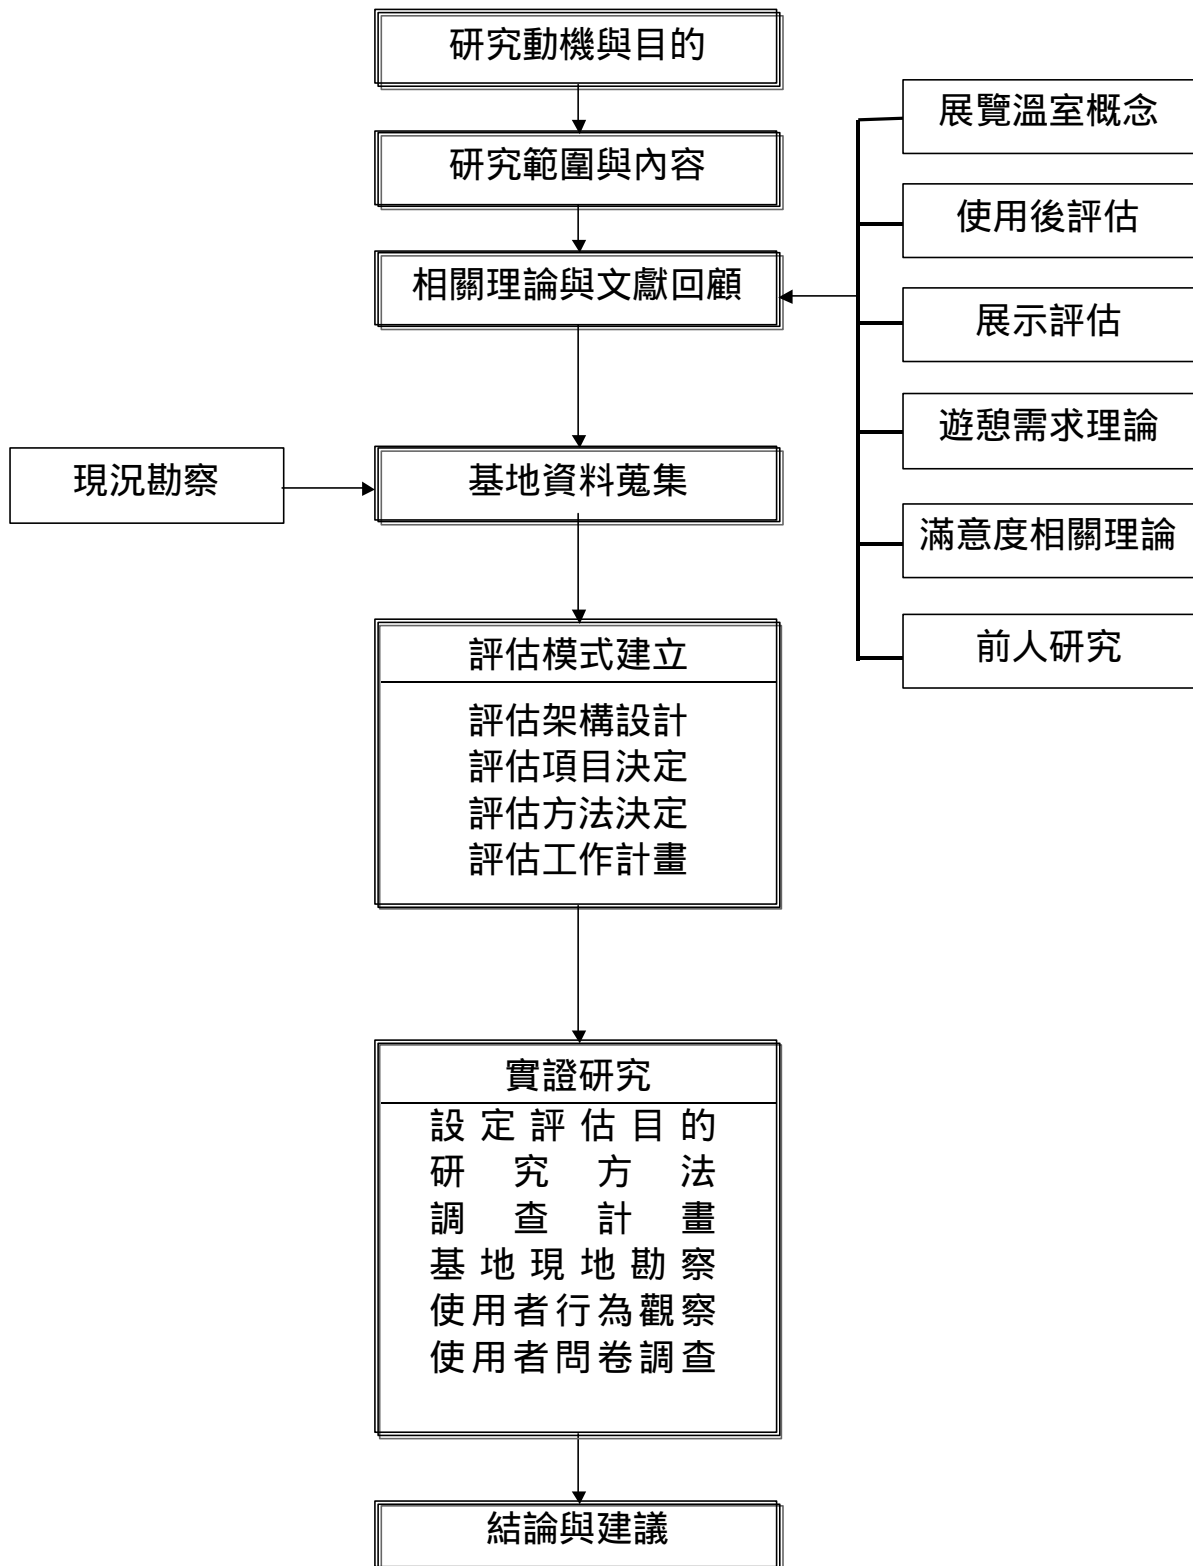 研究動機與目的
研究範圍與內容
相關理論與文獻回顧
展覽溫室概念
使用後評估
展示評估
遊憩需求理論
滿意度相關理論
前人研究
現況勘察
基地資料蒐集
評估模式建立
評估架構設計
評估項目決定
評估方法決定
評估工作計畫
實證研究
設定評估目的
研究方法
調查計畫
基地現地勘察
使用者行為觀察
使用者問卷調查
結論與建議